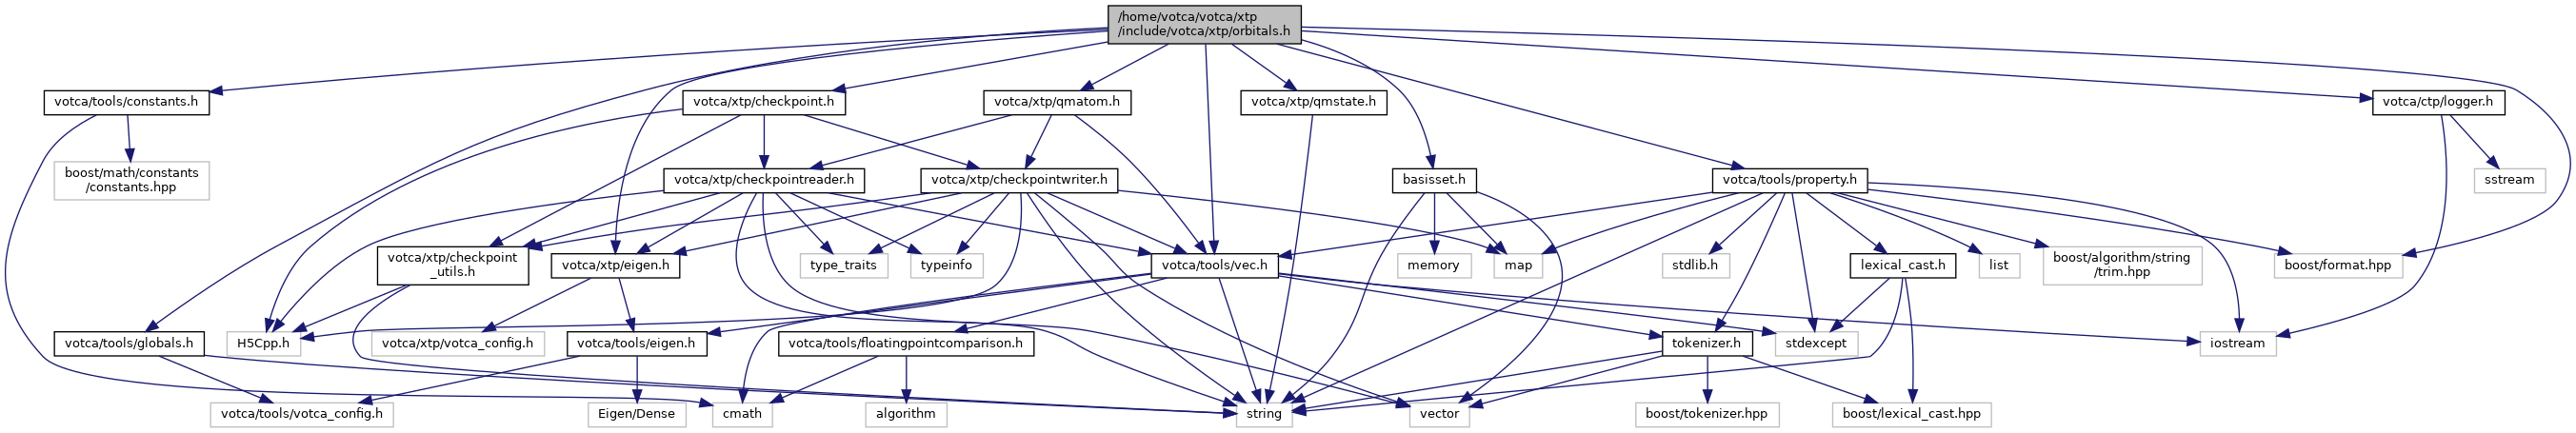 /home/votca/votca/xtp
/include/votca/xtp/orbitals.h
votca/tools/constants.h
votca/xtp/checkpoint.h
votca/xtp/qmatom.h
votca/xtp/qmstate.h
votca/ctp/logger.h
boost/math/constants
/constants.hpp
votca/xtp/checkpointreader.h
votca/xtp/checkpointwriter.h
basisset.h
votca/tools/property.h
sstream
votca/xtp/checkpoint
_utils.h
votca/xtp/eigen.h
type_traits
typeinfo
votca/tools/vec.h
memory
map
stdlib.h
lexical_cast.h
list
boost/algorithm/string
/trim.hpp
boost/format.hpp
votca/tools/globals.h
H5Cpp.h
votca/xtp/votca_config.h
votca/tools/eigen.h
votca/tools/floatingpointcomparison.h
tokenizer.h
stdexcept
iostream
votca/tools/votca_config.h
Eigen/Dense
cmath
algorithm
string
vector
boost/tokenizer.hpp
boost/lexical_cast.hpp